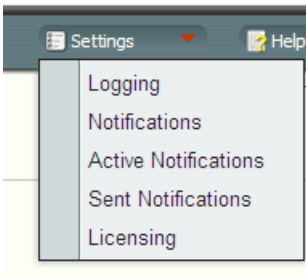 Settings Help
Logging
Notifications
Active Notifications
Sent Notifications
Licensing